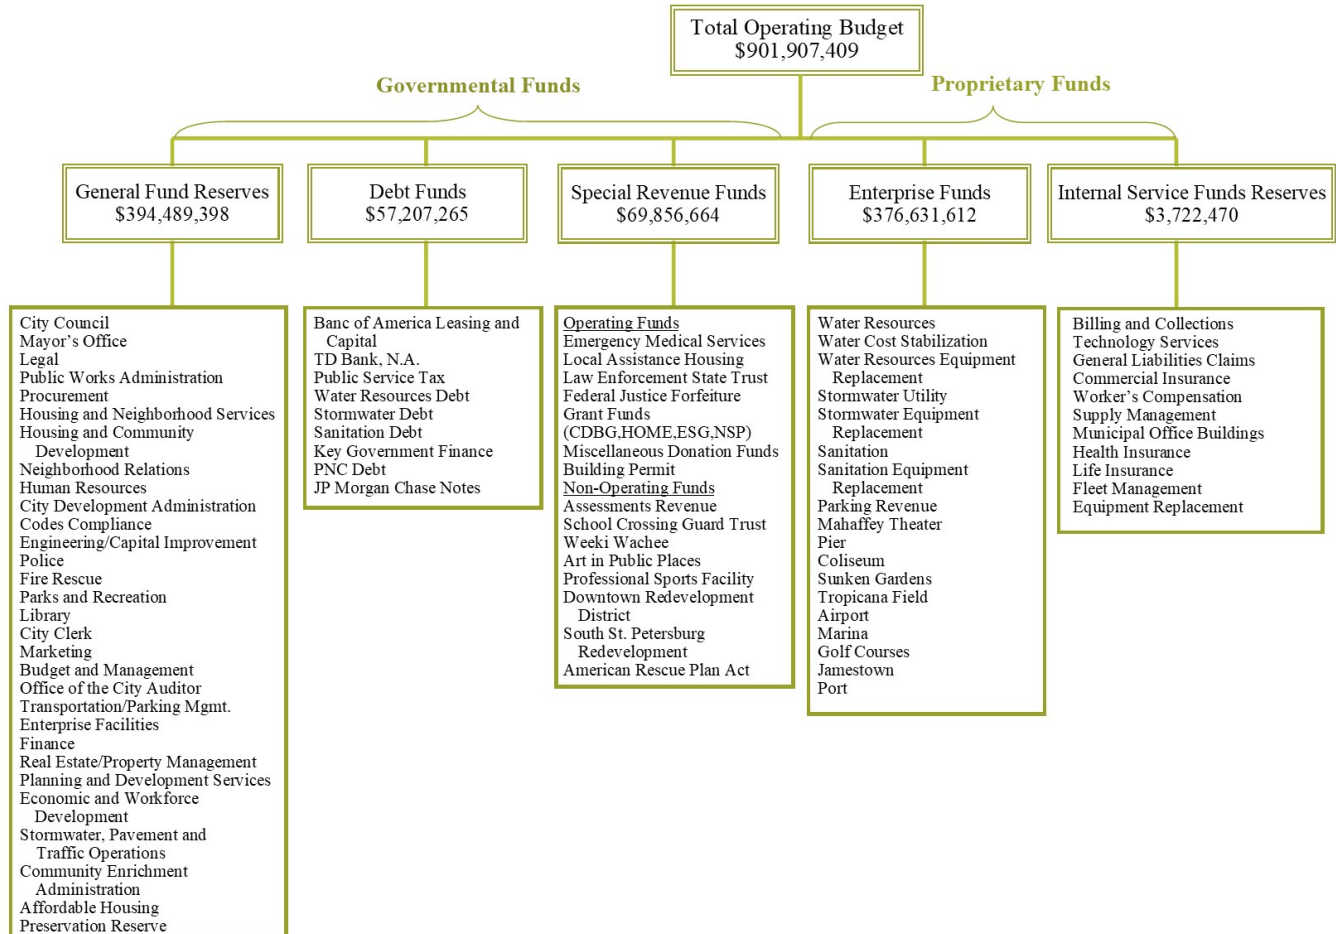 Total Operating Budget
$901,907,409
Governmental Funds
Proprietary Funds
General Fund Reserves
$394,489,398
Debt Funds
$57,207,265
Special Revenue Funds
$69,856,664
Enterprise Funds
$376,631,612
Internal Service Funds Reserves
$3,722,470
City Council
Mayor's Office
Legal
Public Works Administration
Procurement
Housing and Neighborhood Services
Housing and Community
Development
Neighborhood Relations
Human Resources
City Development Administration
Codes Compliance
Engineering/Capital Improvement
Police
Fire Rescue
Parks and Recreation
Library
City Clerk
Marketing
Budget and Management
Office of the City Auditor
Transportation/Parking Mgmt.
Enterprise Facilities
Finance
Real Estate/Property Management
Planning and Development Services
Economic and Workforce
Development
Stormwater, Pavement and
Traffic Operations
Community Enrichment
Administration
Affordable Housing
Preservation Reserve
Banc of America Leasing and
Capital
TD Bank, N.A.
Public Service Tax
Water Resources Debt
Stormwater Debt
Sanitation Debt
Key Government Finance
PNC Debt
JP Morgan Chase Notes
Operating Funds
Emergency Medical Services
Local Assistance Housing
Law Enforcement State Trust
Federal Justice Forfeiture
Grant Funds
(CDBG,HOME,ESG,NSP)
Miscellaneous Donation Funds
Building Permit
Non-Operating Funds
Assessments Revenue
School Crossing Guard Trust
Weeki Wachee
Art in Public Places
Professional Sports Facility
Downtown Redevelopment
District
South St. Petersburg
Redevelopment
American Rescue Plan Act
Water Resources
Water Cost Stabilization
Water Resources Equipment
Replacement
Stormwater Utility
Stormwater Equipment
Replacement
Sanitation
Sanitation Equipment
Replacement
Parking Revenue
Mahaffey Theater
Pier
Coliseum
Sunken Gardens
Tropicana Field
Airport
Marina
Golf Courses
Jamestown
Port
Billing and Collections
Technology Services
General Liabilities Claims
Commercial Insurance
Worker's Compensation
Supply Management
Municipal Office Buildings
Health Insurance
Life Insurance
Fleet Management
Equipment Replacement